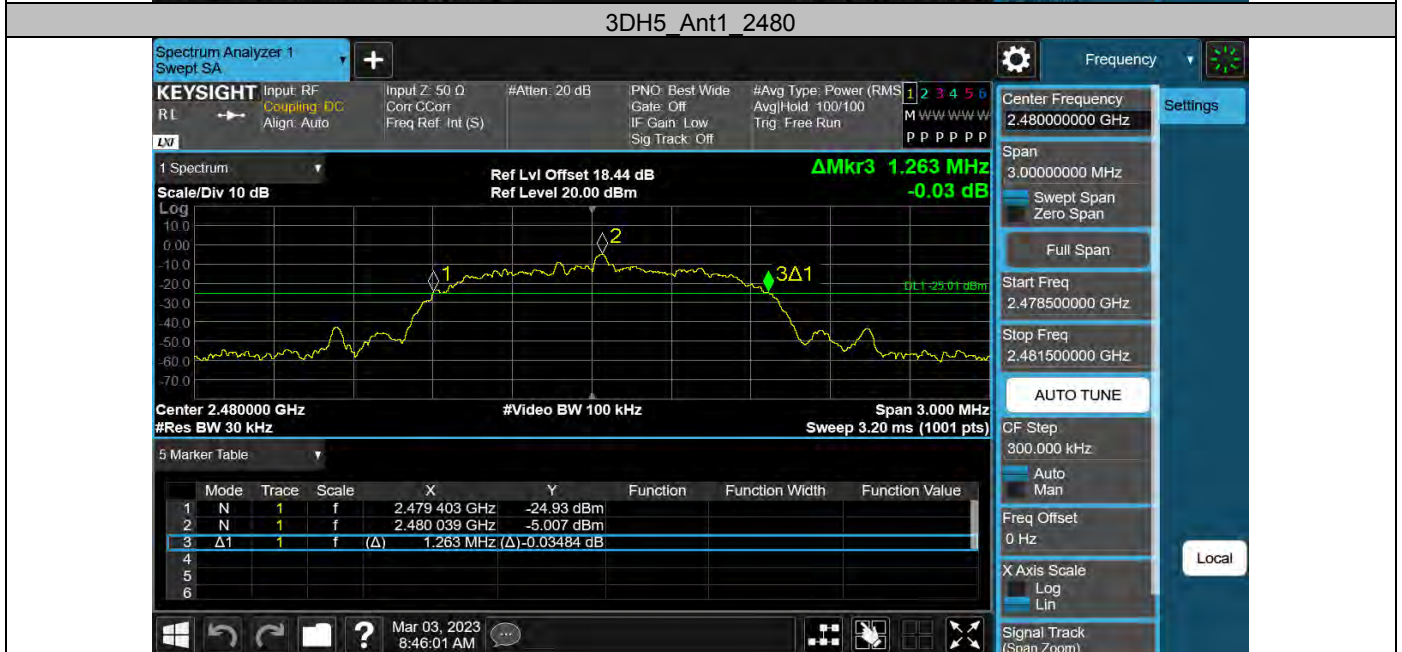 3DH5_Ant1_2480
Spectrum Analyzer 1
Swept SA
Frequency
KEYSIGHT
RL
LXI
Input: RF
Coupling: DC
Align: Auto
Input Z: 50 Ω
Corr CCorr
Freq Ref: Int (S)
#Atten: 20 dB
PNO: Best Wide
Gate: Off
IF Gain: Low
Sig Track: Off
#Avg Type: Power (RMS
Avg|Hold: 100/100
Trig: Free Run
1 2 3 4 5 6
M W W W W W
P P P P P P
Center Frequency
2.480000000 GHz
Settings
1 Spectrum
Scale/Div 10 dB
Ref Lvl Offset 18.44 dB
Ref Level 20.00 dBm
ΔMkr3 1.263 MHz
-0.03 dB
Span
3.00000000 MHz
Swept Span
Zero Span
Full Span
Start Freq
2.478500000 GHz
Stop Freq
2.481500000 GHz
AUTO TUNE
CF Step
300.000 kHz
Auto
Man
Freq Offset
0 Hz
X Axis Scale
Log
Lin
Signal Track
(Span Zoom)
Local
Log
10.0
0.00
-10.0
-20.0
-30.0
-40.0
-50.0
-60.0
-70.0
1
2
3Δ1
DL1 -25.01 dBm
Center 2.480000 GHz
#Video BW 100 kHz
Span 3.000 MHz
#Res BW 30 kHz
Sweep 3.20 ms (1001 pts)
5 Marker Table
Mode Trace Scale X Y Function Function Width Function Value
1 N 1 f 2.479 403 GHz -24.93 dBm
2 N 1 f 2.480 039 GHz -5.007 dBm
3 Δ1 1 f (Δ) 1.263 MHz (Δ) -0.03484 dB
4
5
6
?
Mar 03, 2023
8:46:01 AM